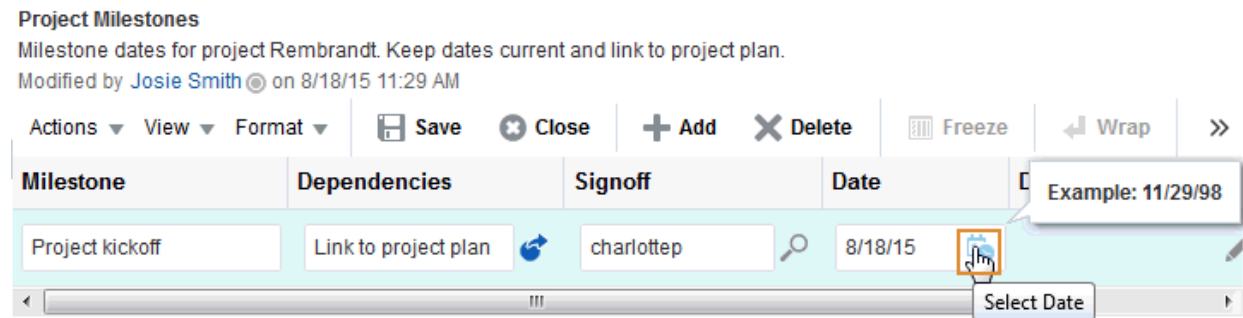 Project Milestones
Milestone dates for project Rembrandt. Keep dates current and link to project plan.
Modified by Josie Smith on 8/18/15 11:29 AM
Actions View Format Save Close Add Delete Freeze Wrap »
Milestone Dependencies Signoff Date D
Example: 11/29/98
Project kickoff Link to project plan charlottep 8/18/15
Select Date